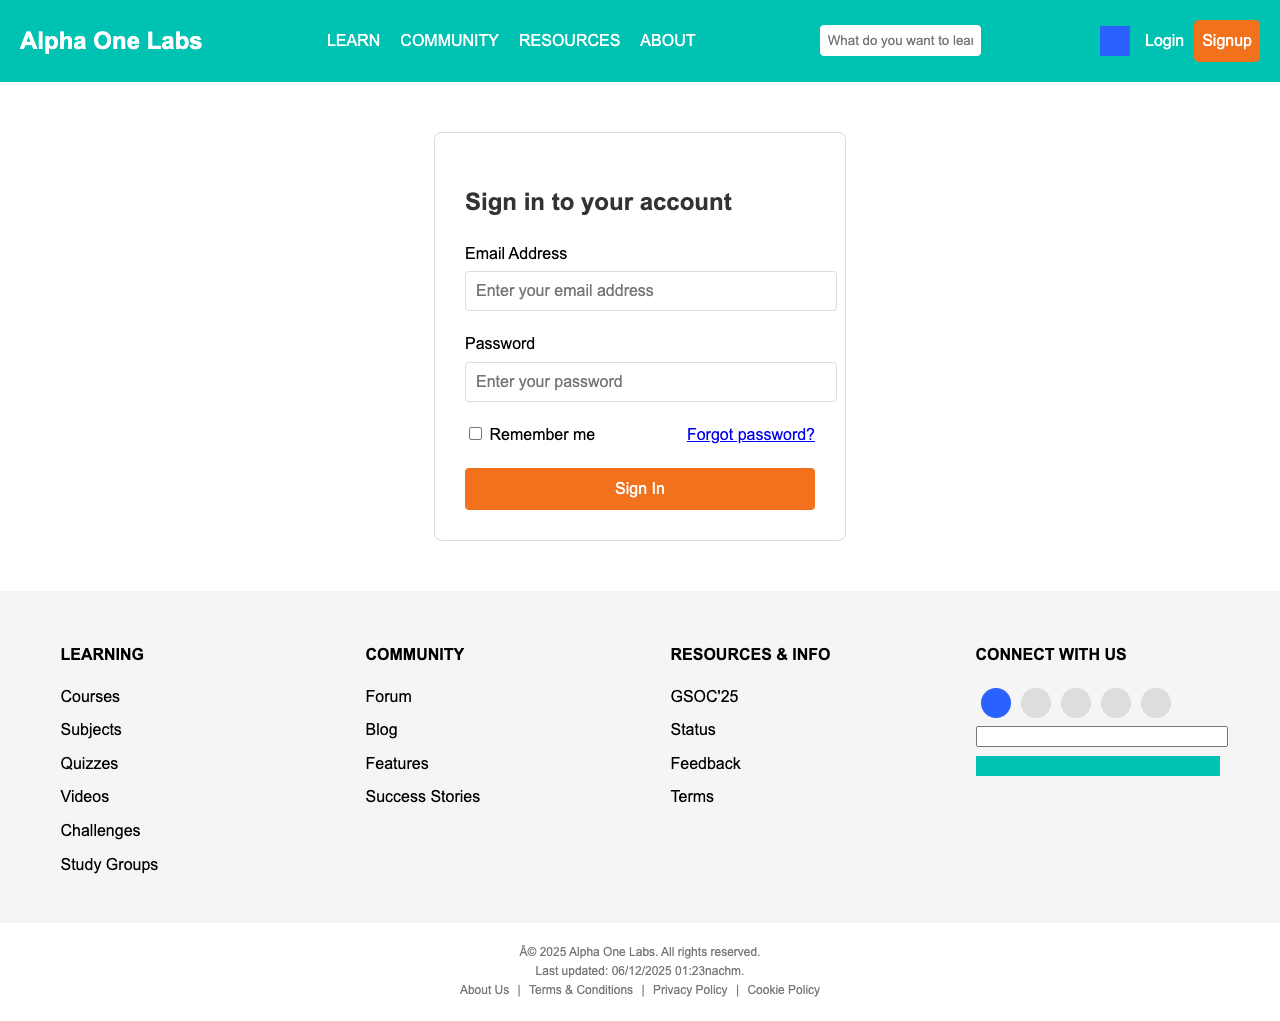 Alpha One Labs
LEARN COMMUNITY RESOURCES ABOUT
What do you want to lear
Login
Signup
Sign in to your account
Email Address
Enter your email address
Password
Enter your password
Remember me
Forgot password?
Sign In
LEARNING
Courses
Subjects
Quizzes
Videos
Challenges
Study Groups
COMMUNITY
Forum
Blog
Features
Success Stories
RESOURCES & INFO
GSOC'25
Status
Feedback
Terms
CONNECT WITH US
Â© 2025 Alpha One Labs. All rights reserved.
Last updated: 06/12/2025 01:23nachm.
About Us | Terms & Conditions | Privacy Policy | Cookie Policy